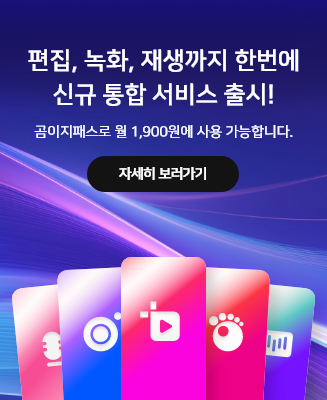 편집, 녹화, 재생까지 한번에
신규 통합 서비스 출시!
곰이지패스로 월 1,900원에 사용 가능합니다.
자세히 보러가기